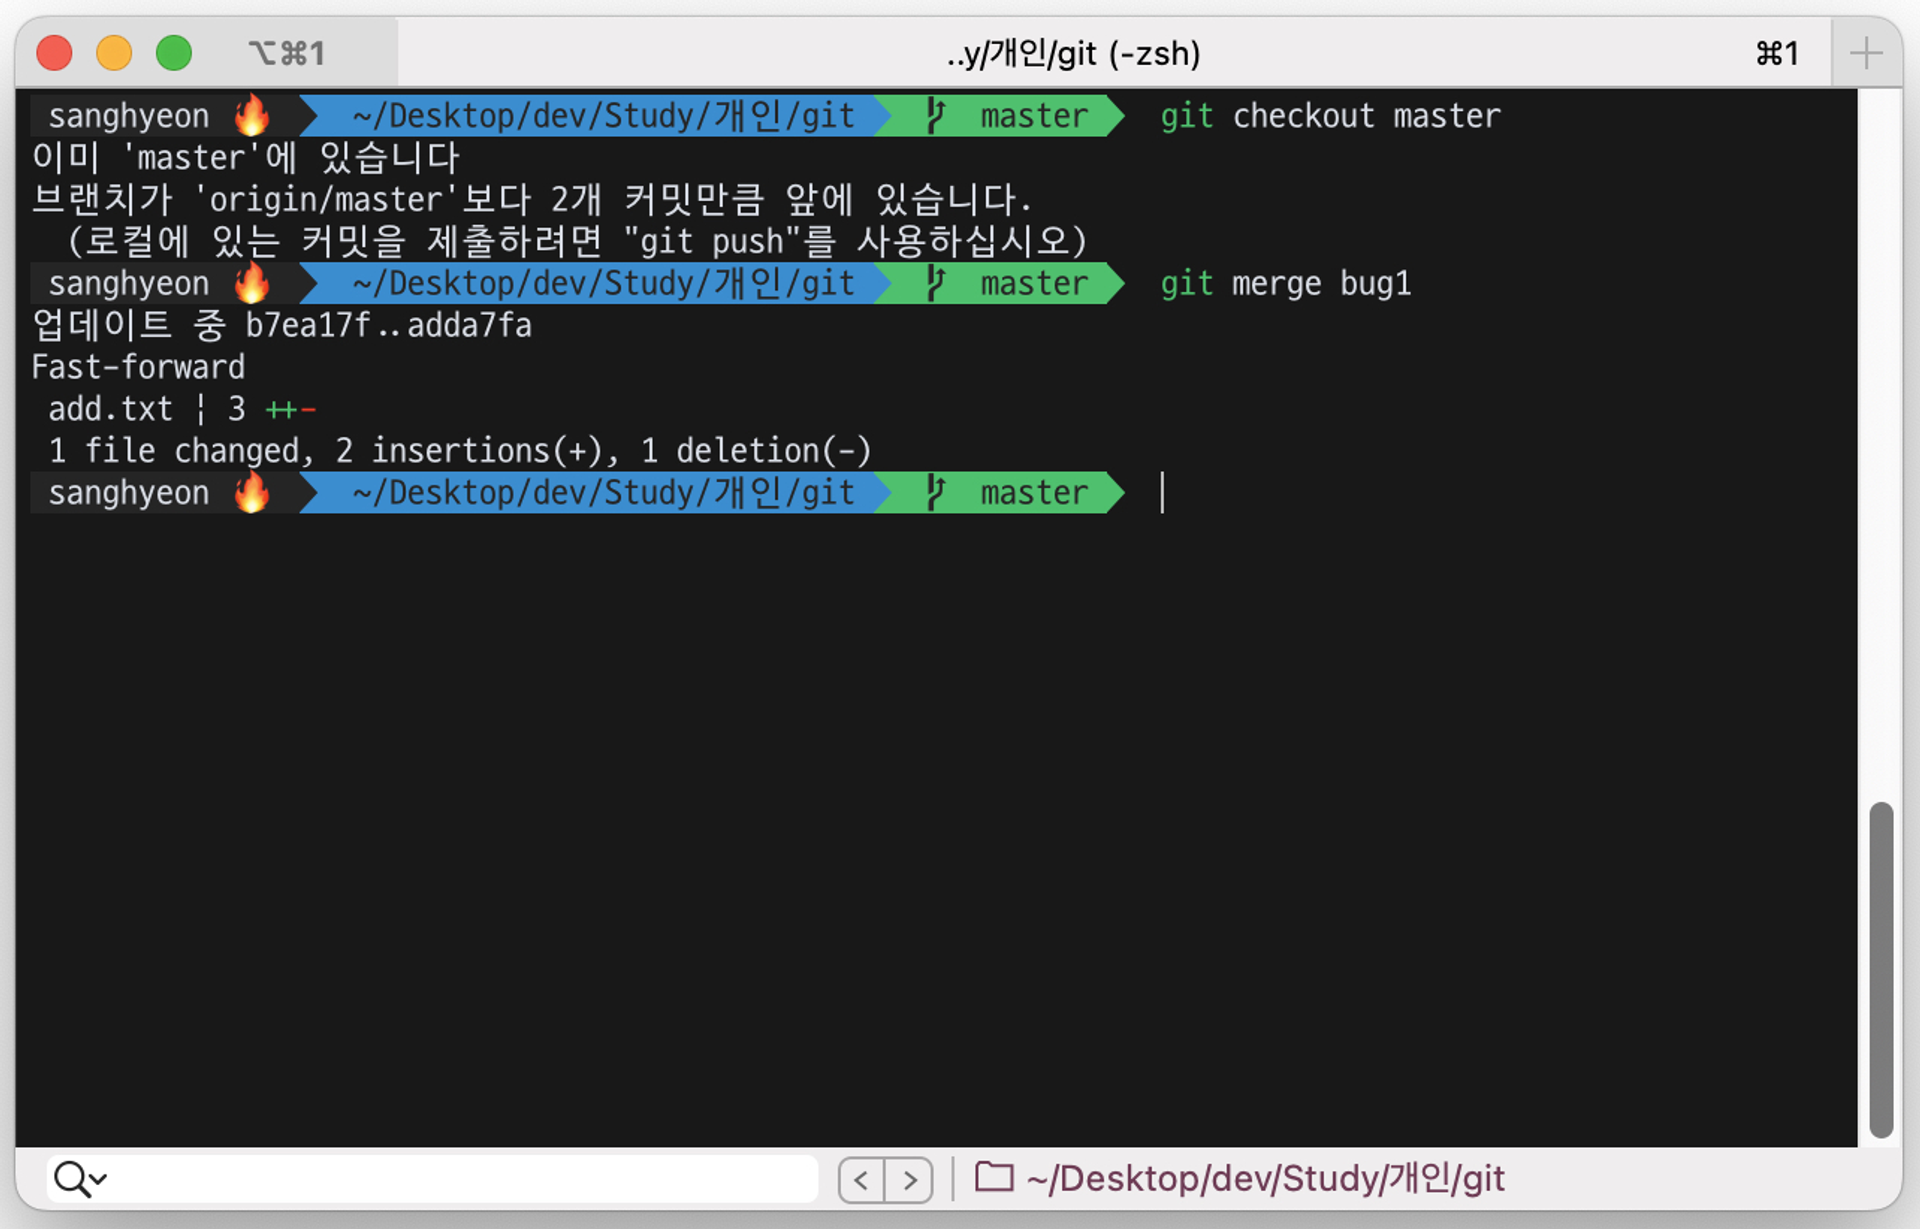 ⌥⌘1
..y/개인/git (-zsh)
⌘1
sanghyeon 🔥 ~/Desktop/dev/Study/개인/git master git checkout master
이미 'master'에 있습니다
브랜치가 'origin/master'보다 2개 커밋만큼 앞에 있습니다.
(로컬에 있는 커밋을 제출하려면 "git push"를 사용하십시오)
sanghyeon 🔥 ~/Desktop/dev/Study/개인/git master git merge bug1
업데이트 중 b7ea17f..adda7fa
Fast-forward
add.txt | 3 ++-
1 file changed, 2 insertions(+), 1 deletion(-)
sanghyeon 🔥 ~/Desktop/dev/Study/개인/git master
~/Desktop/dev/Study/개인/git